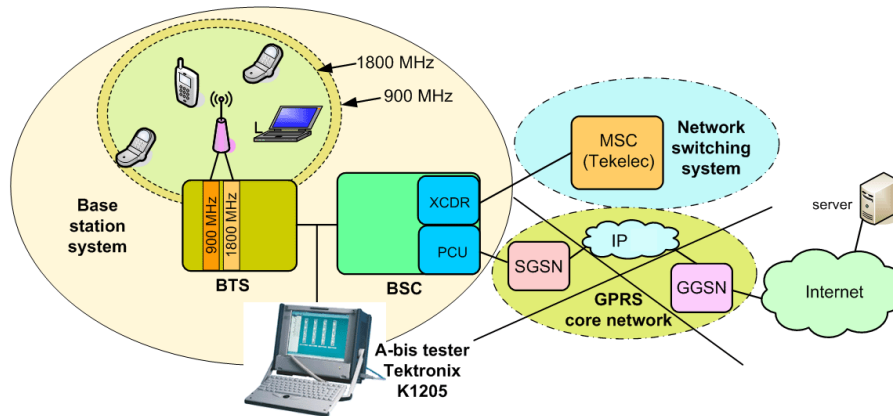 1800 MHz
900 MHz
Base
station
system
900 MHz
1800 MHz
BTS
XCDR
PCU
BSC
MSC
(Tekelec)
Network
switching
system
server
SGSN
IP
GGSN
GPRS
core network
Internet
A-bis tester
Tektronix
K1205